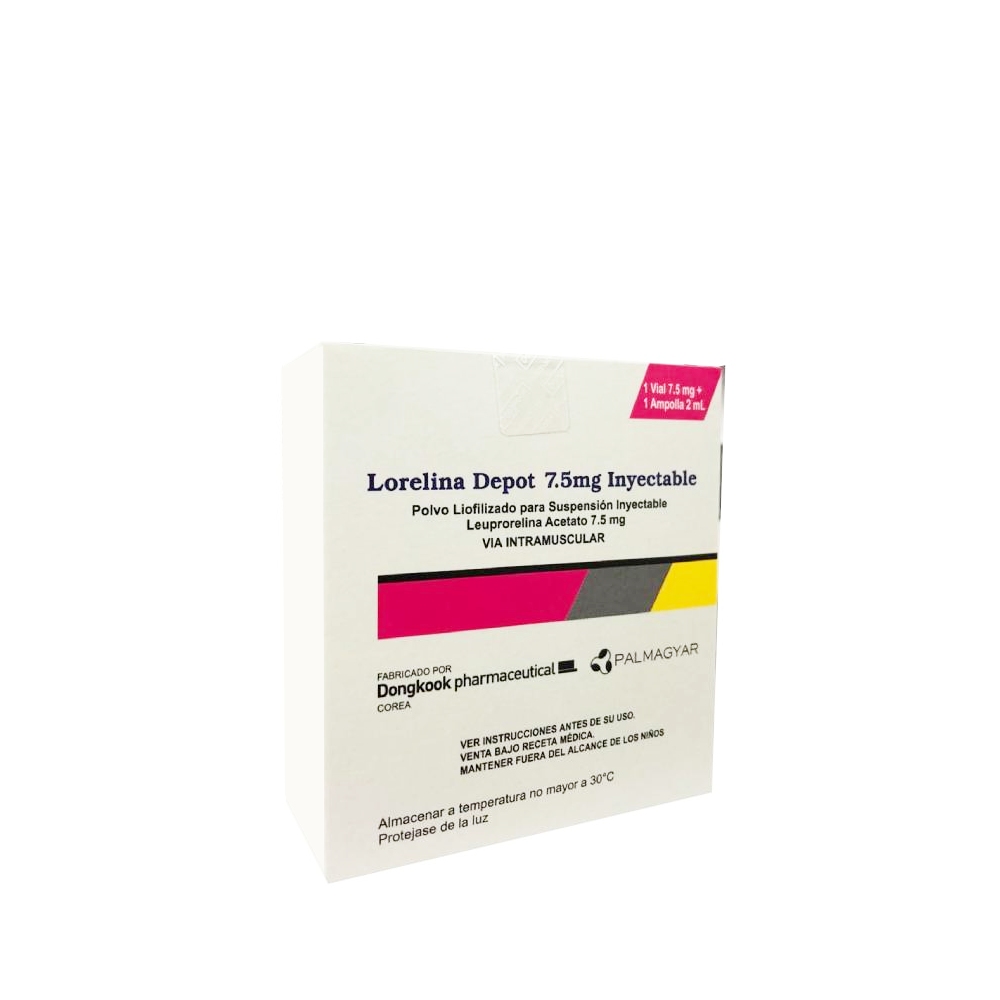 1 Vial 7.5 mg +
1 Ampolla 2 mL
Lorelina Depot 7.5mg Inyectable
Polvo Liofilizado para Suspensión Inyectable
Leuprorelina Acetato 7.5 mg
VIA INTRAMUSCULAR
FABRICADO POR
Dongkook pharmaceutical
COREA
PALMAGYAR
VER INSTRUCCIONES ANTES DE SU USO.
VENTA BAJO RECETA MÉDICA.
MANTENER FUERA DEL ALCANCE DE LOS NIÑOS
Almacenar a temperatura no mayor a 30°C
Protejase de la luz